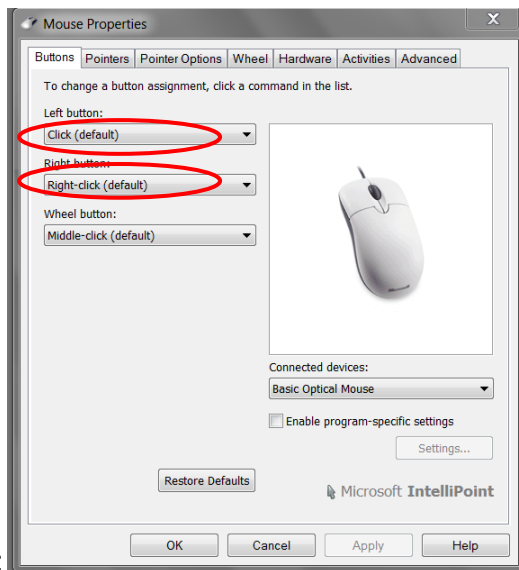 Mouse Properties
X
Buttons Pointers Pointer Options Wheel Hardware Activities Advanced
To change a button assignment, click a command in the list.
Left button:
Click (default)
Right button:
Right-click (default)
Wheel button:
Middle-click (default)
Microsoft
Connected devices:
Basic Optical Mouse
Enable program-specific settings
Settings...
Restore Defaults
Microsoft IntelliPoint
OK Cancel Apply Help